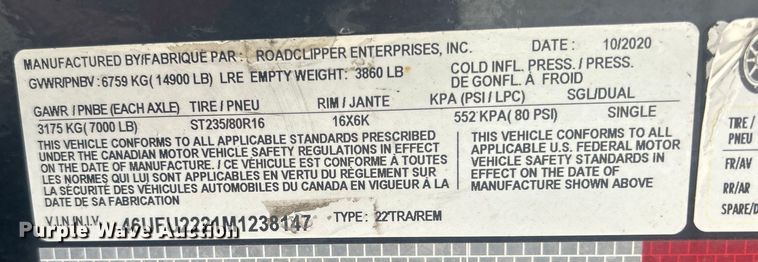 MANUFACTURED BY/FABRIQUE PAR: ROADCLIPPER ENTERPRISES, INC. DATE: 10/2020
GVWR/PNBV: 6759 KG (14900 LB) LRE EMPTY WEIGHT: 3860 LB
COLD INFL. PRESS./ PRESS.
DE GONFL. À FROID
GAWR / PNBE (EACH AXLE) TIRE / PNEU RIM / JANTE KPA (PSI / LPC) SGL/DUAL
3175 KG (7000 LB) ST235/80R16 16X6K 552 KPA( 80 PSI) SINGLE
THIS VEHICLE CONFORMS TO ALL APPLICABLE STANDARDS PRESCRIBED
UNDER THE CANADIAN MOTOR VEHICLE SAFETY REGULATIONS IN EFFECT
ON THE DATE OF MANUFACTURE. / CE VÉHICULE EST CONFORME À TOUTES
LES NORMES QUI LUI SONT APPLICABLES EN VERTU DU RÈGLEMENT SUR
LA SÉCURITÉ DES VÉHICULES AUTOMOBILES DU CANADA EN VIGUEUR À LA
DATE DE SA FABRICATION.
THIS VEHICLE CONFORMS TO ALL
APPLICABLE U.S. FEDERAL MOTOR
VEHICLE SAFETY STANDARDS IN
EFFECT ON THE DATE OF
MANUFACTURE SHOWN ABOVE.
V.I.N/N.I.V. 46UFU2221M1238147 TYPE: 22TRA/REM
TIRE /
PNEU
FR/AV
RR/AR
SPARE/D
Purple Wave Auction